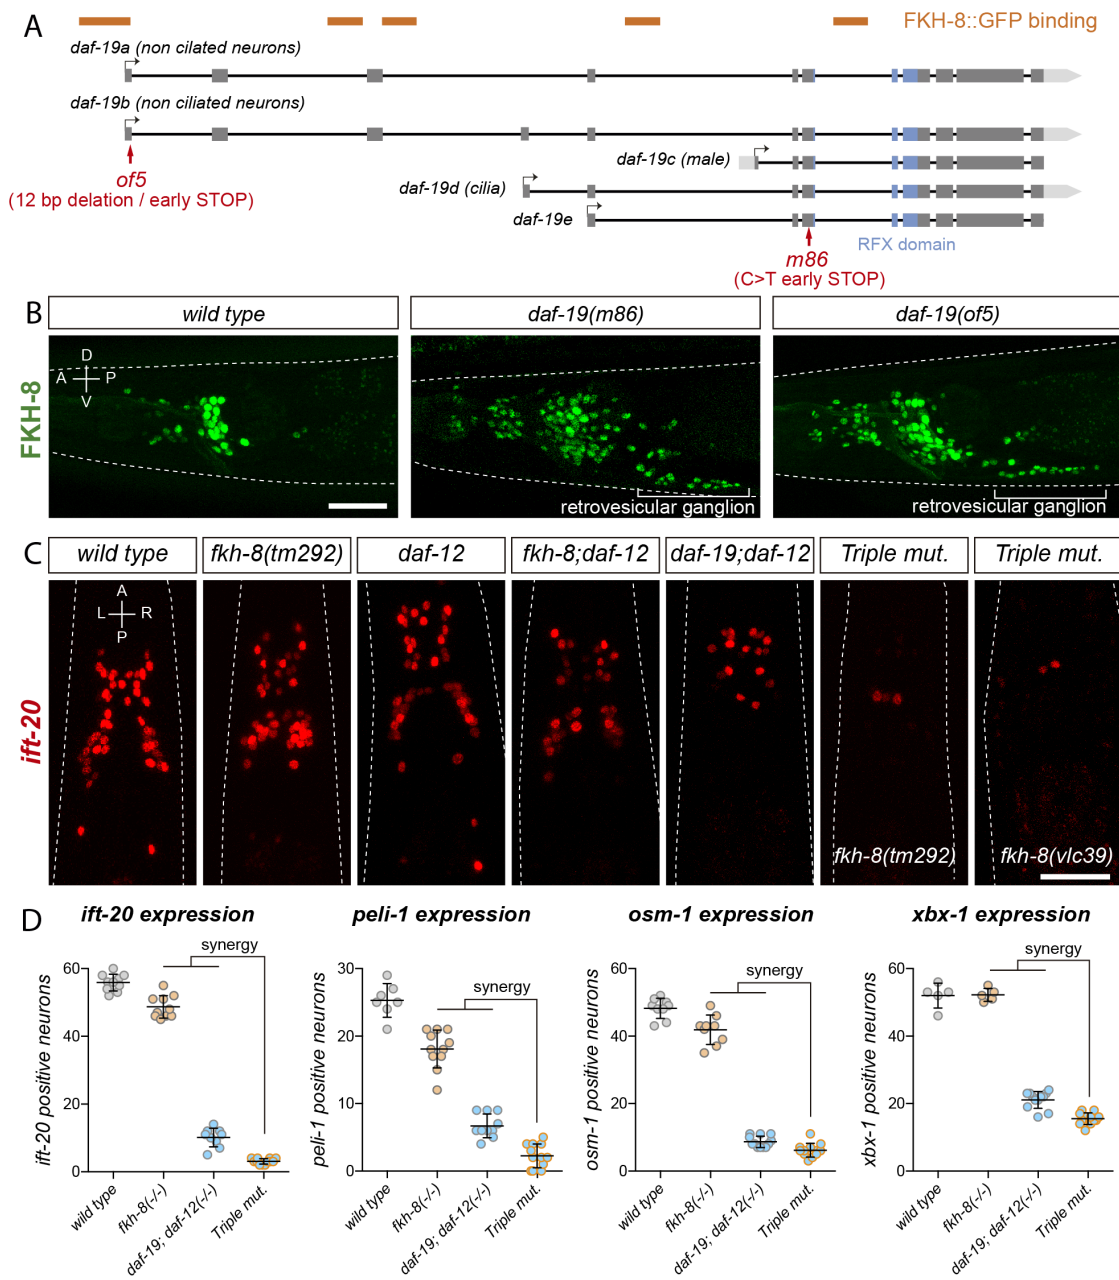 A
FKH-8::GFP binding
daf-19a (non cilated neurons)
daf-19b (non ciliated neurons)
daf-19c (male)
of5
(12 bp delation / early STOP)
daf-19d (cilia)
daf-19e
RFX domain
m86
(C>T early STOP)
B
wild type
daf-19(m86)
daf-19(of5)
FKH-8
D
A P
V
retrovesicular ganglion
retrovesicular ganglion
C
wild type
fkh-8(tm292)
daf-12
fkh-8;daf-12
daf-19;daf-12
Triple mut.
Triple mut.
ift-20
A
L R
P
fkh-8(tm292)
fkh-8(vlc39)
D
ift-20 expression
peli-1 expression
osm-1 expression
xbx-1 expression
ift-20 positive neurons
60
40
20
0
synergy
wild type
fkh-8(-/-)
daf-19; daf-12(-/-)
Triple mut.
peli-1 positive neurons
30
20
10
0
synergy
wild type
fkh-8(-/-)
daf-19; daf-12(-/-)
Triple mut.
osm-1 positive neurons
60
40
20
0
synergy
wild type
fkh-8(-/-)
daf-19; daf-12(-/-)
Triple mut.
xbx-1 positive neurons
60
40
20
0
synergy
wild type
fkh-8(-/-)
daf-19; daf-12(-/-)
Triple mut.